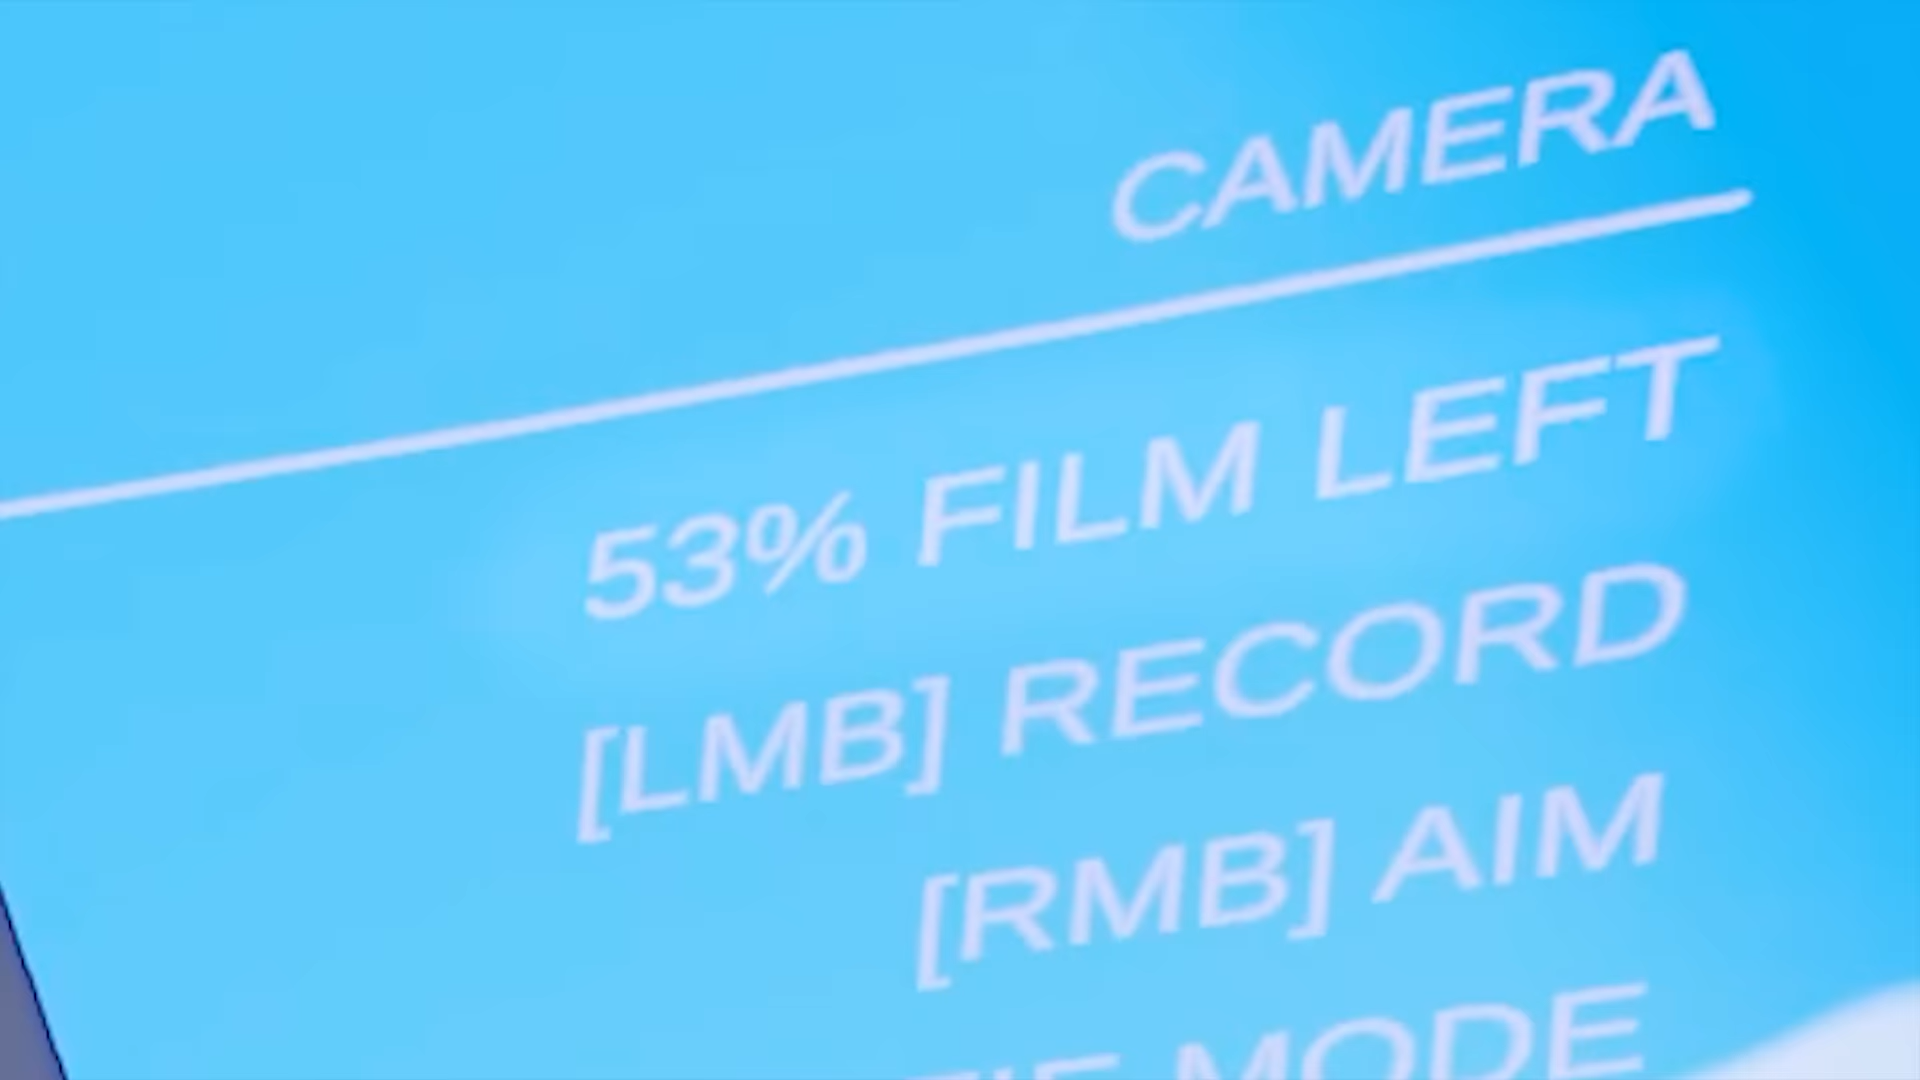 CAMERA
53% FILM LEFT
[LMB] RECORD
[RMB] AIM
MODE